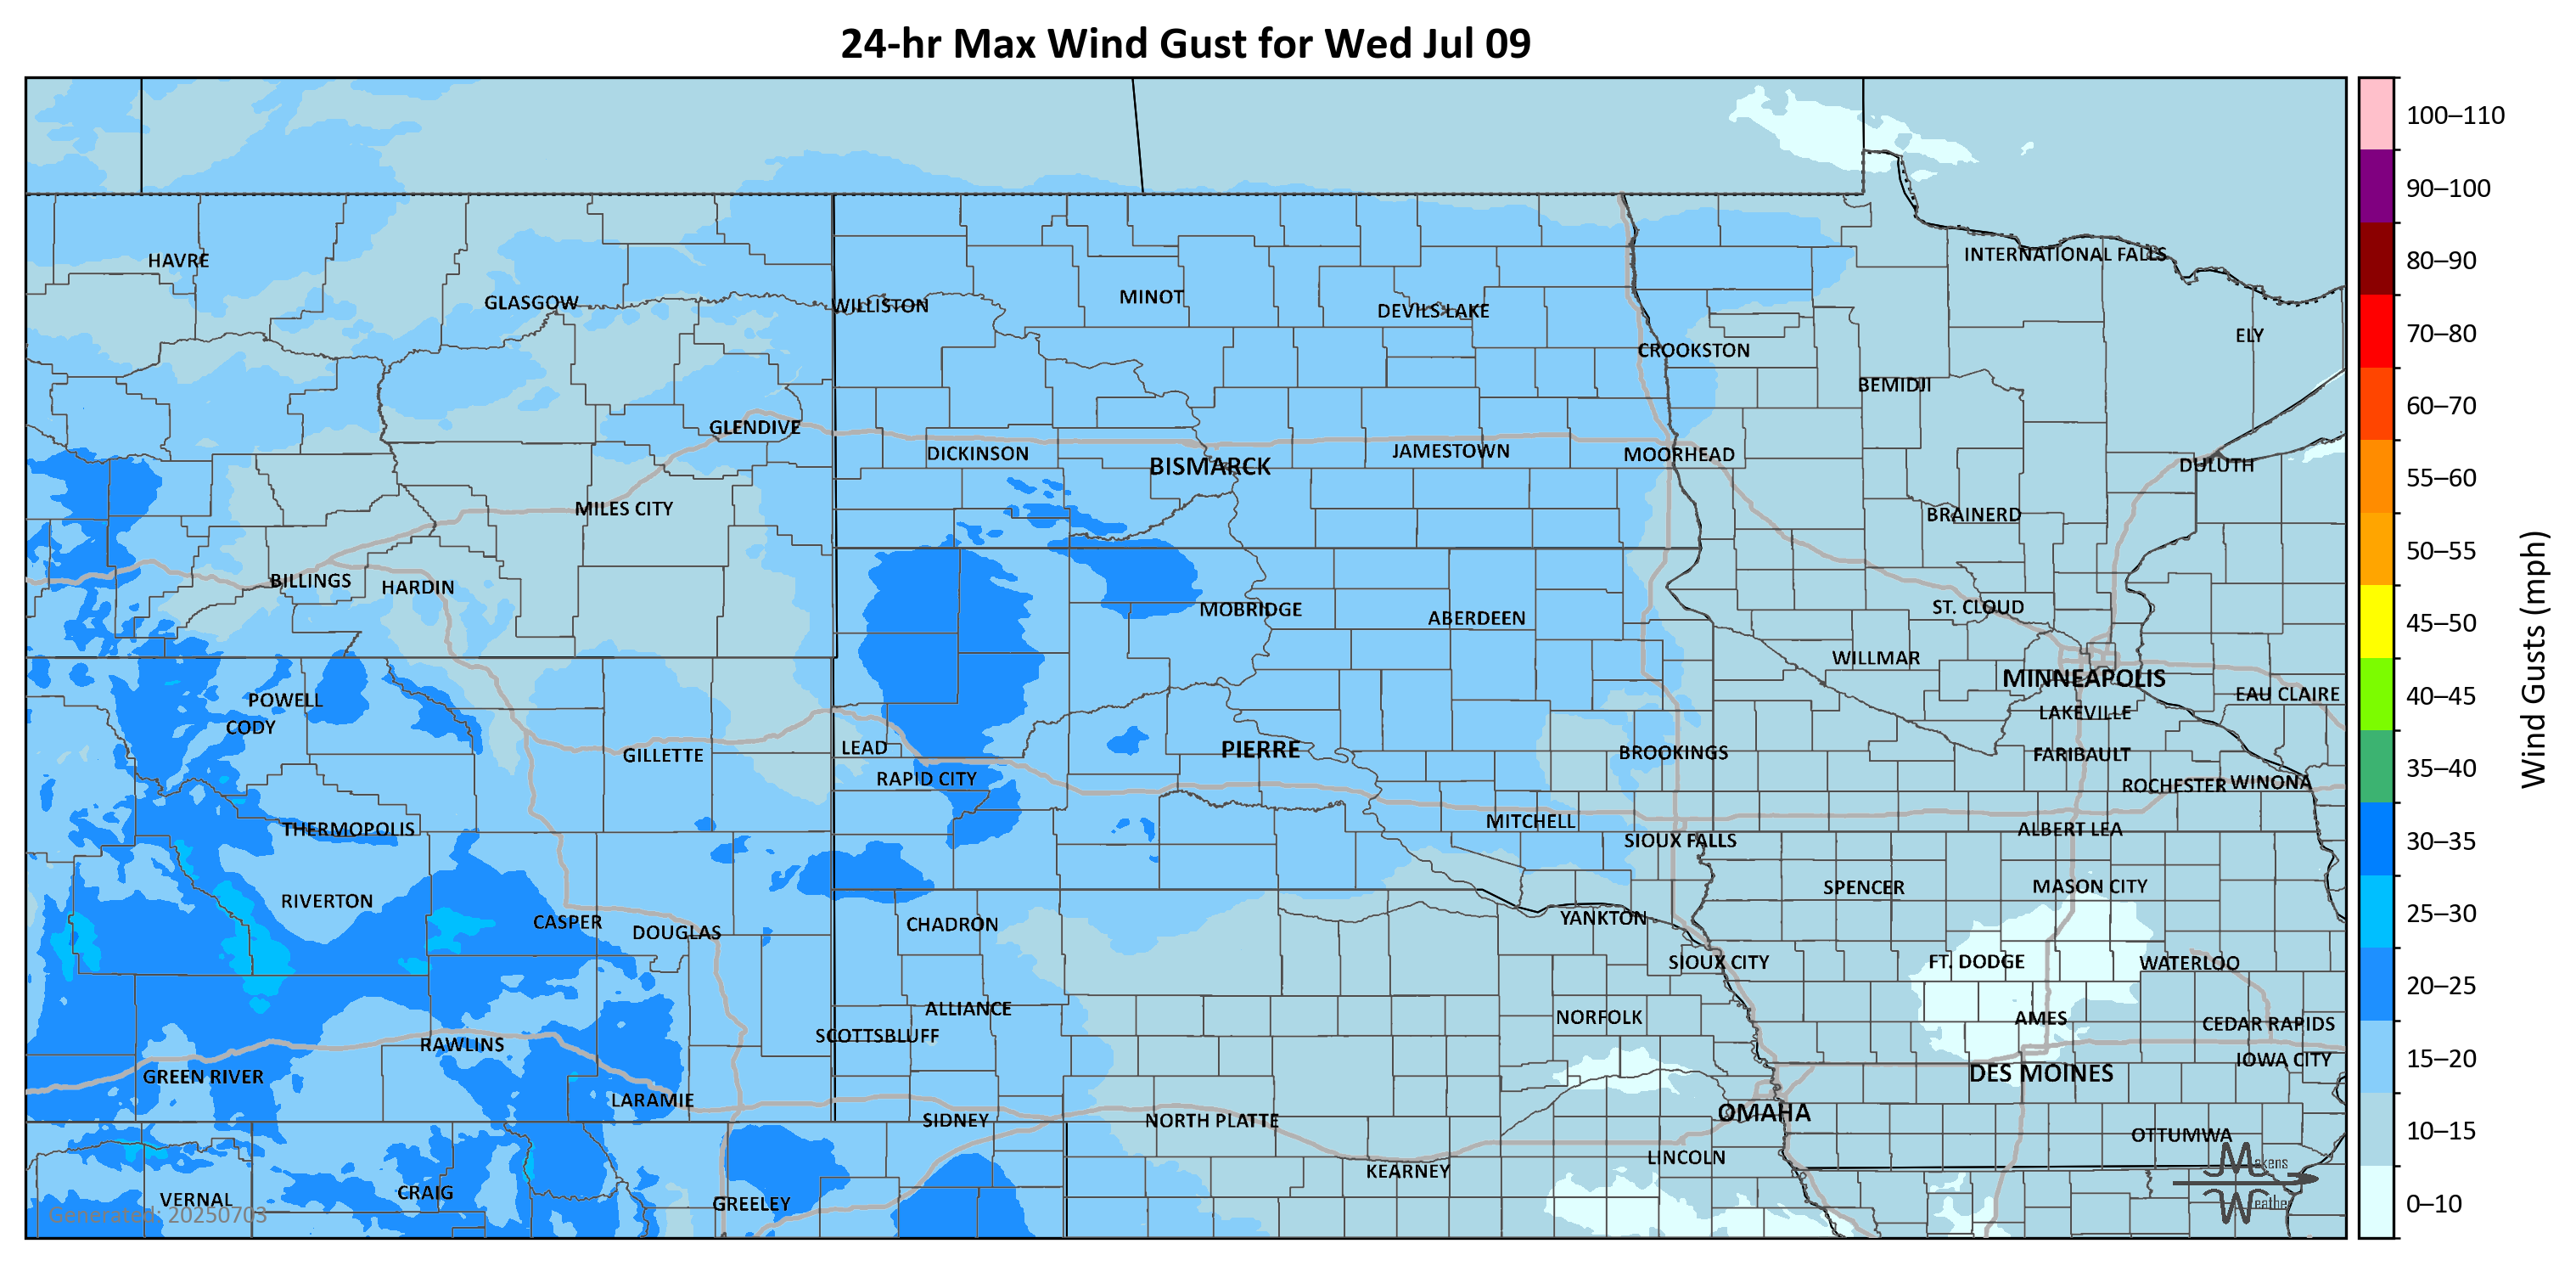 24-hr Max Wind Gust for Wed Jul 09
100–110
90–100
80–90
70–80
60–70
55–60
50–55
45–50
40–45
35–40
30–35
25–30
20–25
15–20
10–15
0–10
Wind Gusts (mph)
HAVRE
INTERNATIONAL FALLS
GLASGOW
WILLISTON
MINOT
DEVILS LAKE
ELY
CROOKSTON
BEMIDJI
GLENDIVE
DICKINSON
BISMARCK
JAMESTOWN
MOORHEAD
DULUTH
MILES CITY
BRAINERD
BILLINGS
HARDIN
MOBRIDGE
ABERDEEN
ST. CLOUD
WILLMAR
MINNEAPOLIS
POWELL
EAU CLAIRE
CODY
LAKEVILLE
GILLETTE
LEAD
PIERRE
BROOKINGS
FARIBAULT
RAPID CITY
ROCHESTER
WINONA
THERMOPOLIS
MITCHELL
SIOUX FALLS
ALBERT LEA
RIVERTON
SPENCER
MASON CITY
CASPER
DOUGLAS
CHADRON
YANKTON
SIOUX CITY
FT. DODGE
WATERLOO
ALLIANCE
NORFOLK
AMES
CEDAR RAPIDS
RAWLINS
SCOTTSBLUFF
IOWA CITY
GREEN RIVER
DES MOINES
LARAMIE
SIDNEY
NORTH PLATTE
OMAHA
OTTUMWA
KEARNEY
LINCOLN
VERNAL
CRAIG
GREELEY
Generated: 20250703
Makens
Weather